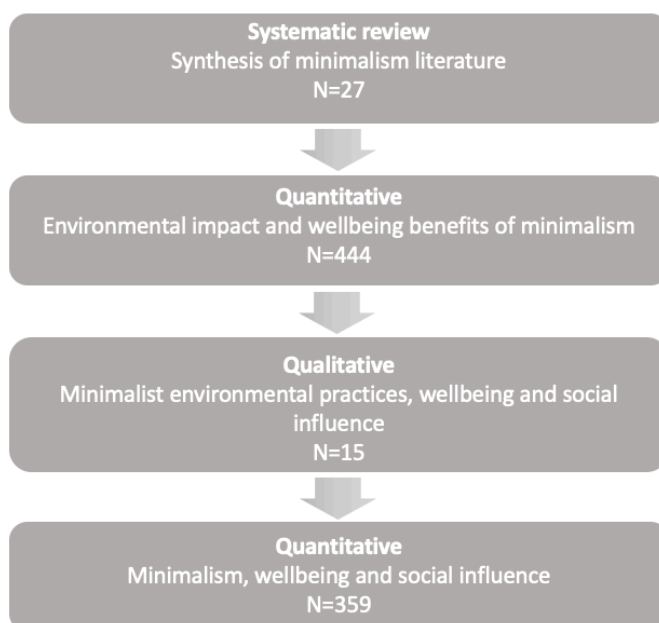 Systematic review
Synthesis of minimalism literature
N=27
Quantitative
Environmental impact and wellbeing benefits of minimalism
N=444
Qualitative
Minimalist environmental practices, wellbeing and social
influence
N=15
Quantitative
Minimalism, wellbeing and social influence
N=359